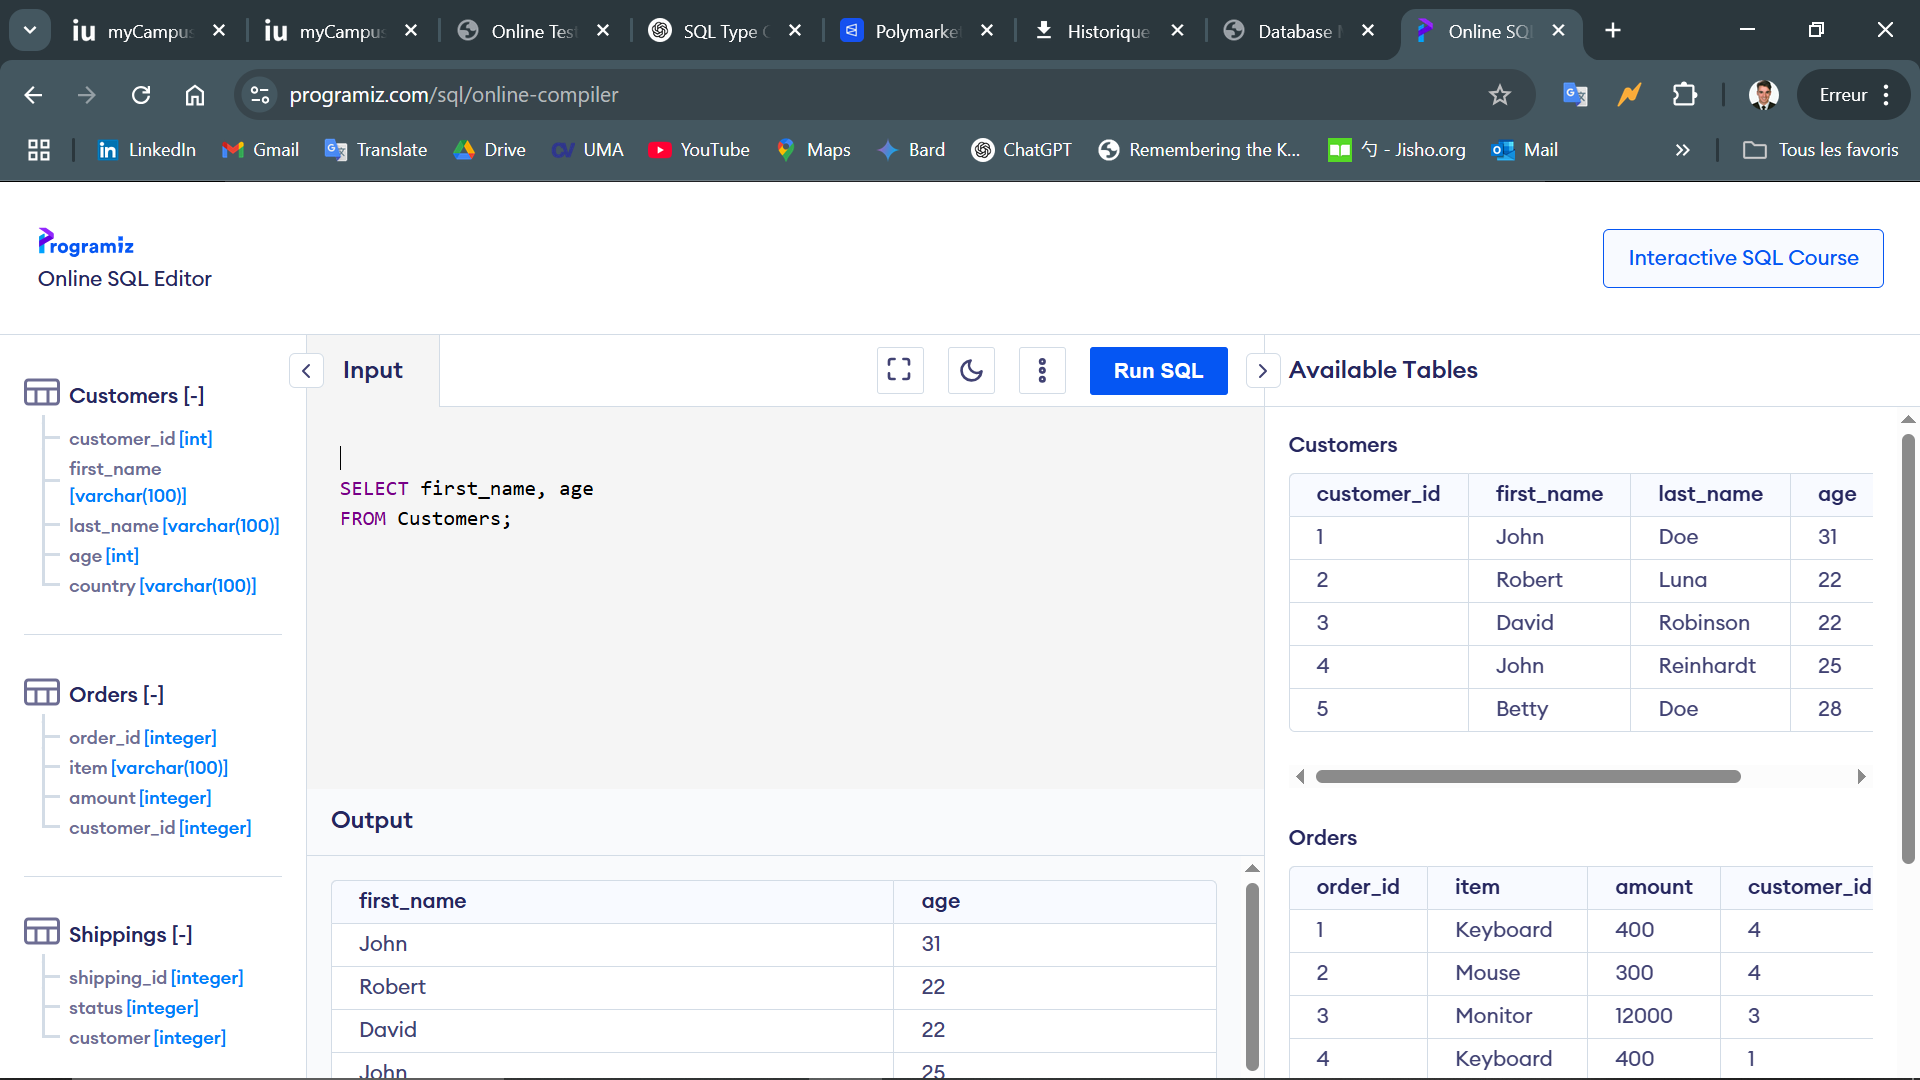 myCampus
myCampus
Online Test
SQL Type C
Polymarket
Historique
Database M
Online SQL
programiz.com/sql/online-compiler
Erreur
LinkedIn
Gmail
Translate
Drive
UMA
YouTube
Maps
Bard
ChatGPT
Remembering the K...
勺 - Jisho.org
Mail
Tous les favoris
Programiz
Online SQL Editor
Interactive SQL Course
Customers [-]
customer_id [int]
first_name
[varchar(100)]
last_name [varchar(100)]
age [int]
country [varchar(100)]
Orders [-]
order_id [integer]
item [varchar(100)]
amount [integer]
customer_id [integer]
Shippings [-]
shipping_id [integer]
status [integer]
customer [integer]
Input
Run SQL
SELECT first_name, age
FROM Customers;
Output
first_name age
John 31
Robert 22
David 22
John 25
Available Tables
Customers
customer_id first_name last_name age
1 John Doe 31
2 Robert Luna 22
3 David Robinson 22
4 John Reinhardt 25
5 Betty Doe 28
Orders
order_id item amount customer_id
1 Keyboard 400 4
2 Mouse 300 4
3 Monitor 12000 3
4 Keyboard 400 1